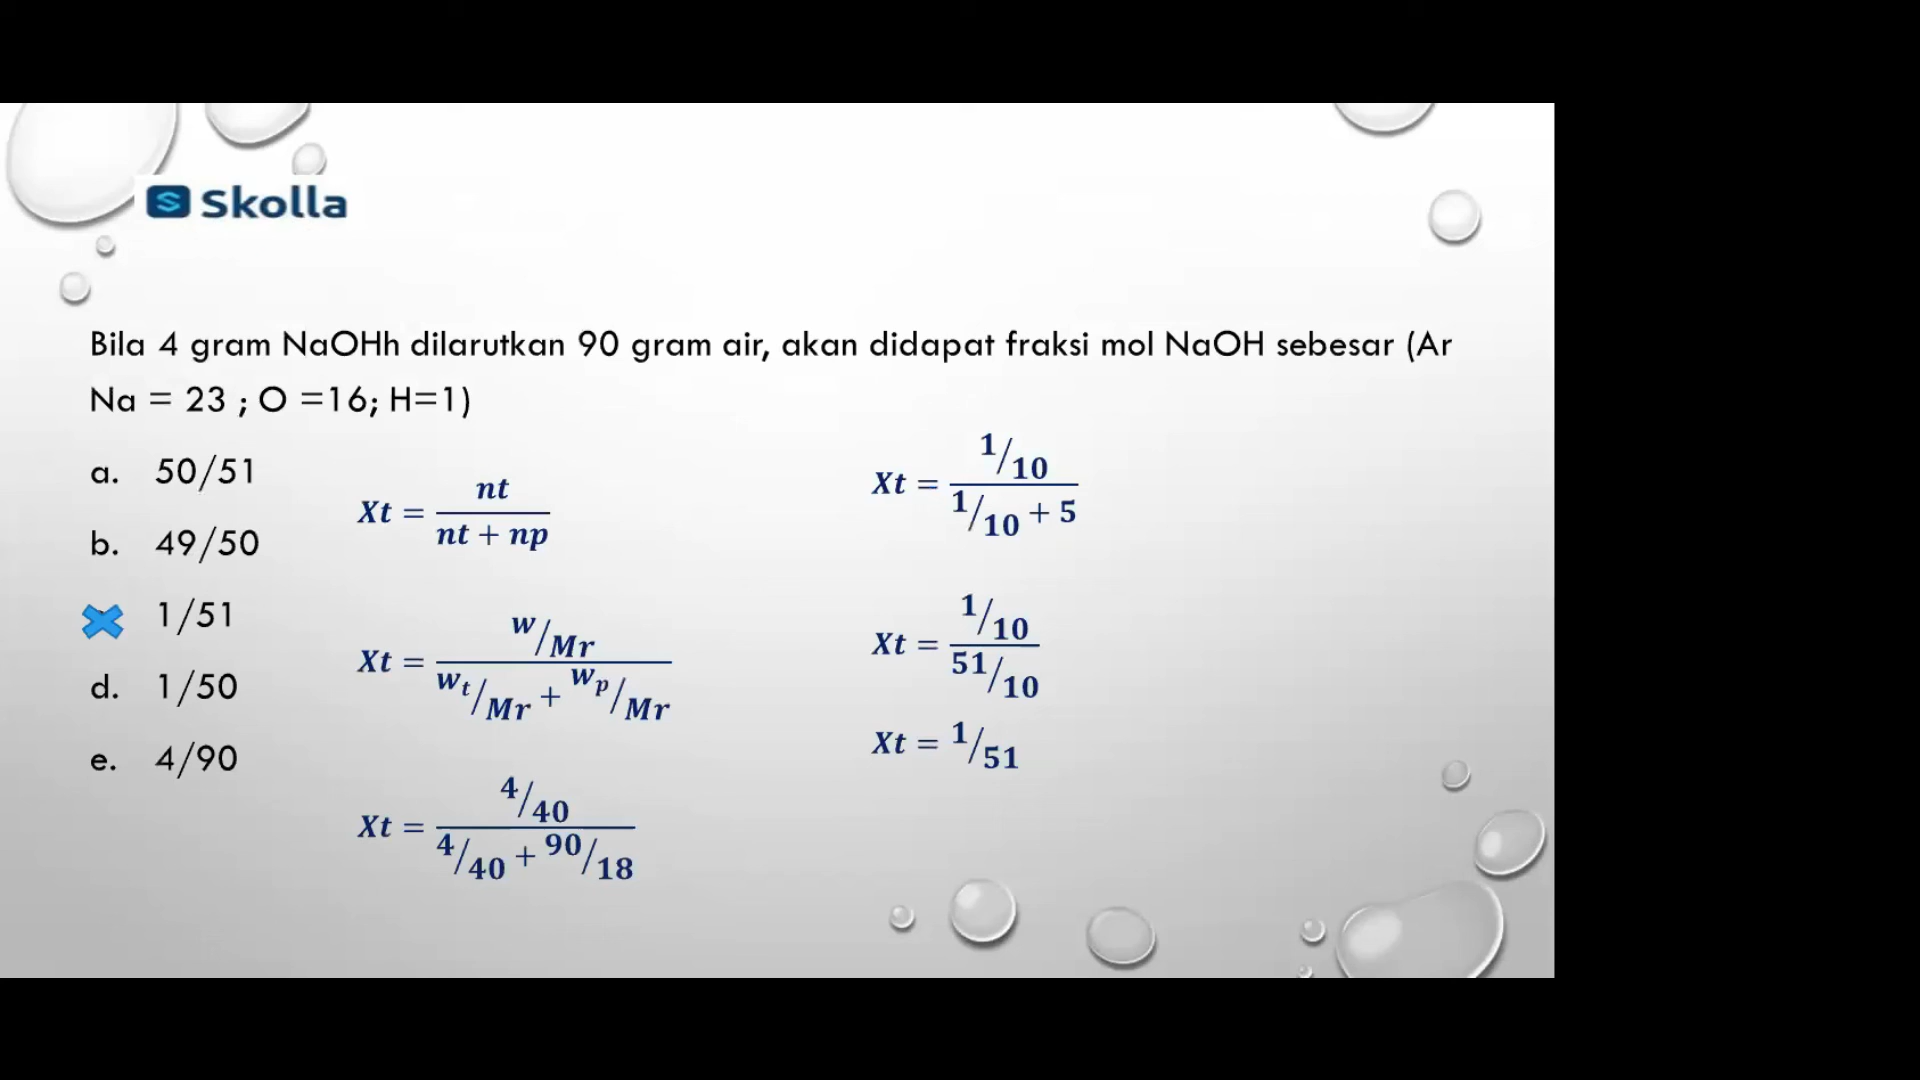 Skolla
Bila 4 gram NaOHh dilarutkan 90 gram air, akan didapat fraksi mol NaOH sebesar (Ar
Na = 23 ; O =16; H=1)
a. 50/51
b. 49/50
1/51
d. 1/50
e. 4/90
Xt = nt / (nt + np)
Xt = (w/Mr) / (w_t/Mr + w_p/Mr)
Xt = (4/40) / (4/40 + 90/18)
Xt = (1/10) / (1/10 + 5)
Xt = (1/10) / (51/10)
Xt = 1/51